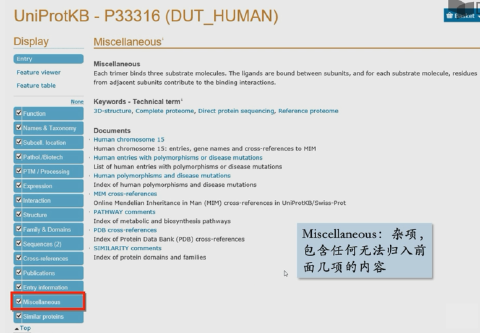 UniProtKB - P33316 (DUT_HUMAN)
Display
Entry
Feature viewer
Feature table
None
Function
Names & Taxonomy
Subcell. location
Pathol./Biotech
PTM / Processing
Expression
Interaction
Structure
Family & Domains
Sequences (2)
Cross-references
Publications
Entry information
Miscellaneous
Similar proteins
Top
Miscellaneous
Miscellaneous
Each trimer binds three substrate molecules. The ligands are bound between subunits, and for each substrate molecule, residues
from adjacent subunits contribute to the binding interactions.
Keywords - Technical term
3D-structure, Complete proteome, Direct protein sequencing, Reference proteome
Documents
Human chromosome 15
Human chromosome 15: entries, gene names and cross-references to MIM
Human entries with polymorphisms or disease mutations
List of human entries with polymorphisms or disease mutations
Human polymorphisms and disease mutations
Index of human polymorphisms and disease mutations
MIM cross-references
Online Mendelian Inheritance in Man (MIM) cross-references in UniProtKB/Swiss-Prot
PATHWAY comments
Index of metabolic and biosynthesis pathways
PDB cross-references
Index of Protein Data Bank (PDB) cross-references
SIMILARITY comments
Index of protein domains and families
Miscellaneous: 杂项,
包含任何无法归入前
面几项的内容